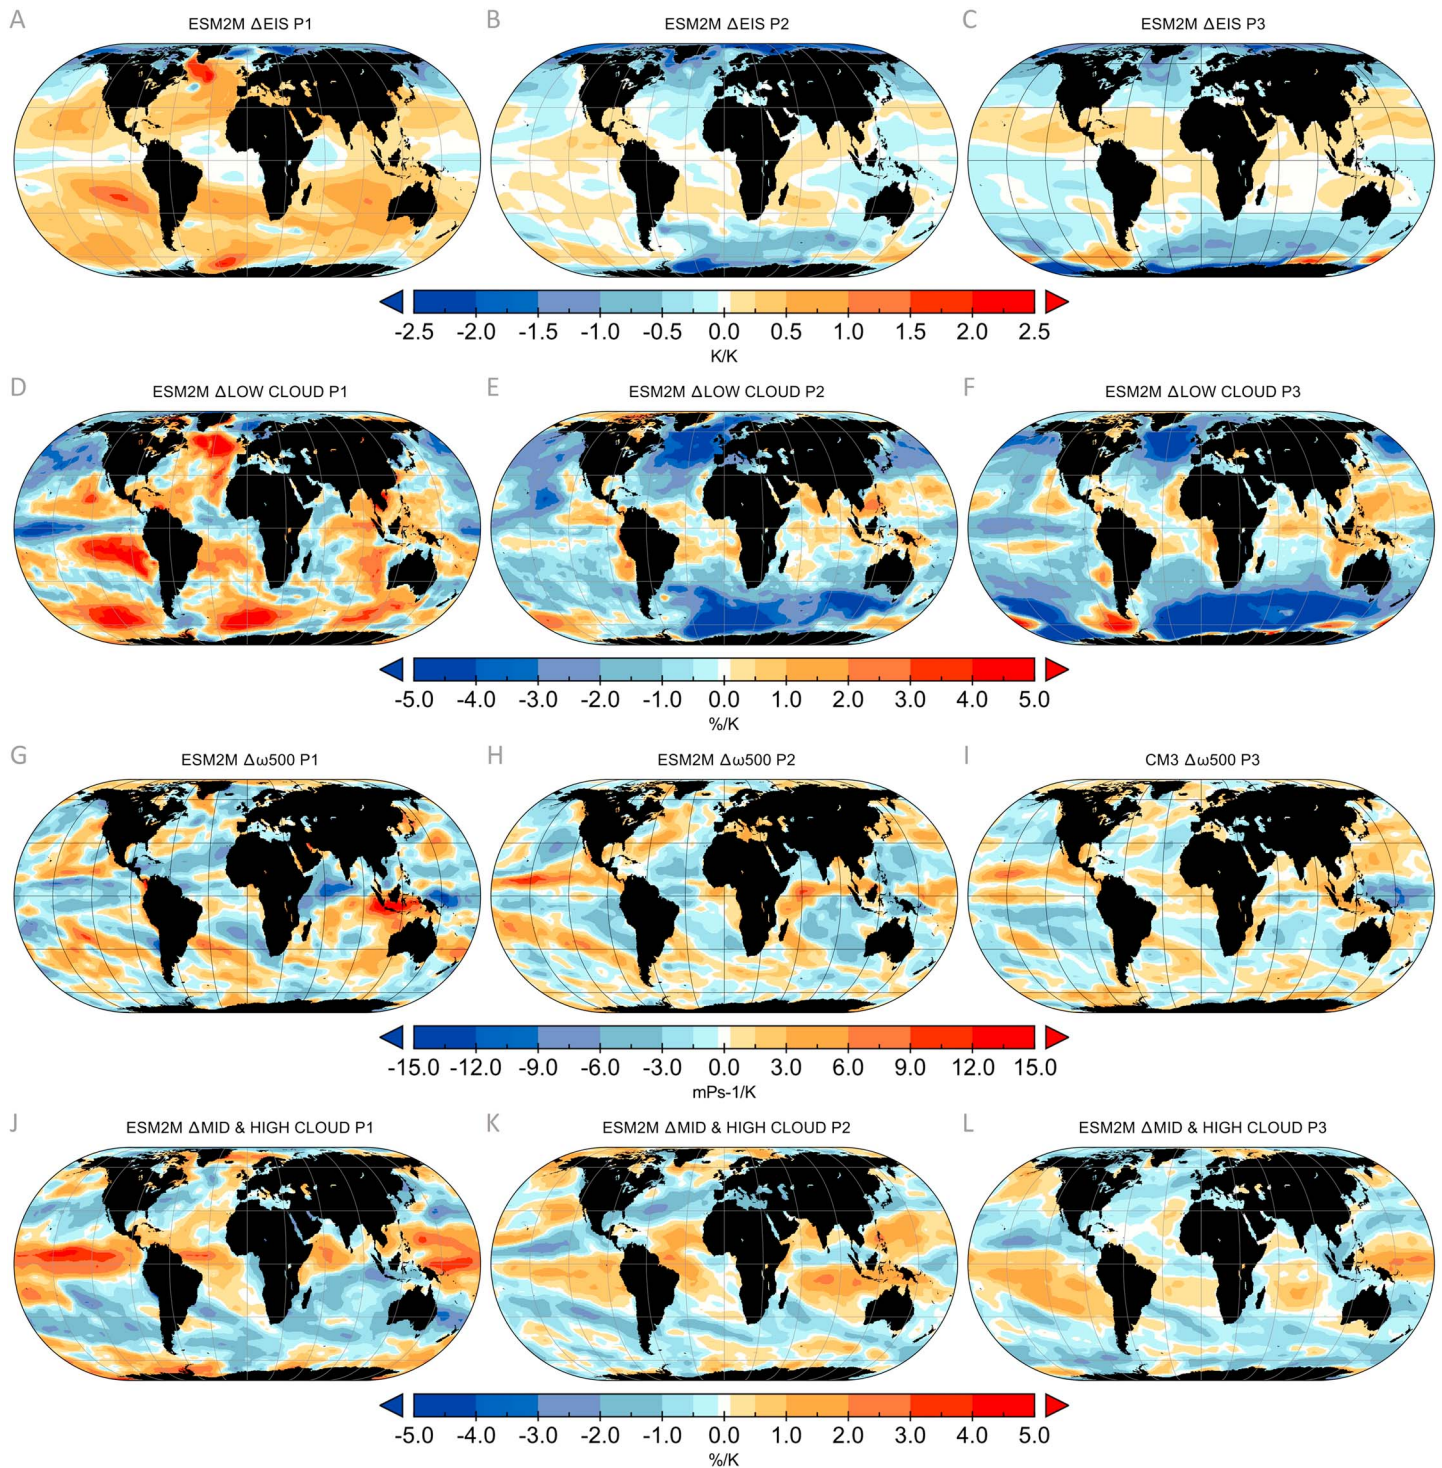 A B C
ESM2M ΔEIS P1 ESM2M ΔEIS P2 ESM2M ΔEIS P3
-2.5 -2.0 -1.5 -1.0 -0.5 0.0 0.5 1.0 1.5 2.0 2.5
K/K
D E F
ESM2M ΔLOW CLOUD P1 ESM2M ΔLOW CLOUD P2 ESM2M ΔLOW CLOUD P3
-5.0 -4.0 -3.0 -2.0 -1.0 0.0 1.0 2.0 3.0 4.0 5.0
%/K
G H I
ESM2M Δω500 P1 ESM2M Δω500 P2 CM3 Δω500 P3
-15.0 -12.0 -9.0 -6.0 -3.0 0.0 3.0 6.0 9.0 12.0 15.0
mPs-1/K
J K L
ESM2M ΔMID & HIGH CLOUD P1 ESM2M ΔMID & HIGH CLOUD P2 ESM2M ΔMID & HIGH CLOUD P3
-5.0 -4.0 -3.0 -2.0 -1.0 0.0 1.0 2.0 3.0 4.0 5.0
%/K